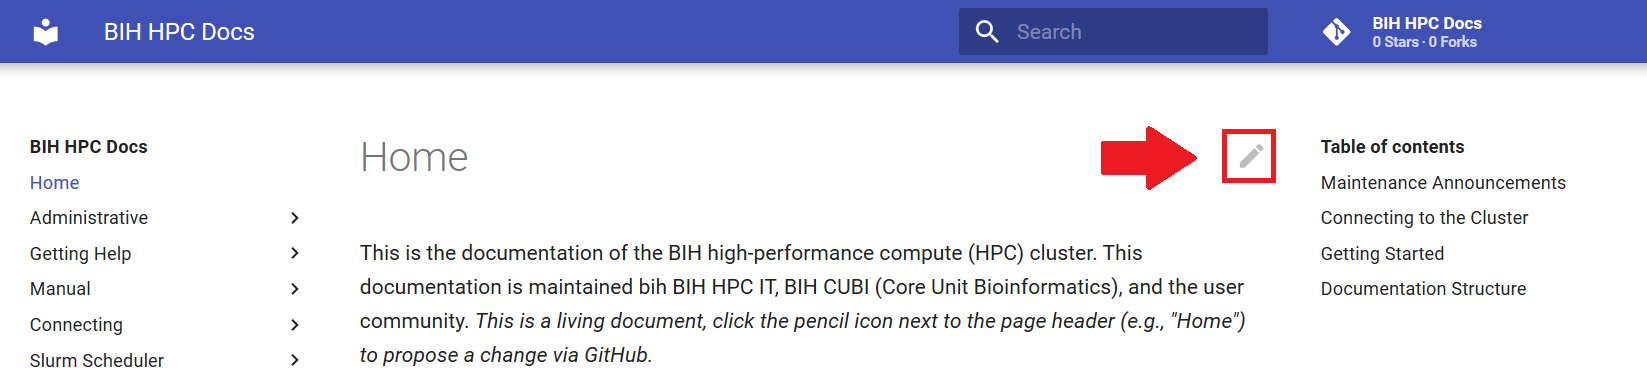 BIH HPC Docs
Search
BIH HPC Docs
0 Stars · 0 Forks
BIH HPC Docs
Home
Administrative
Getting Help
Manual
Connecting
Slurm Scheduler
Home
This is the documentation of the BIH high-performance compute (HPC) cluster. This
documentation is maintained bih BIH HPC IT, BIH CUBI (Core Unit Bioinformatics), and the user
community. This is a living document, click the pencil icon next to the page header (e.g., "Home")
to propose a change via GitHub.
Table of contents
Maintenance Announcements
Connecting to the Cluster
Getting Started
Documentation Structure